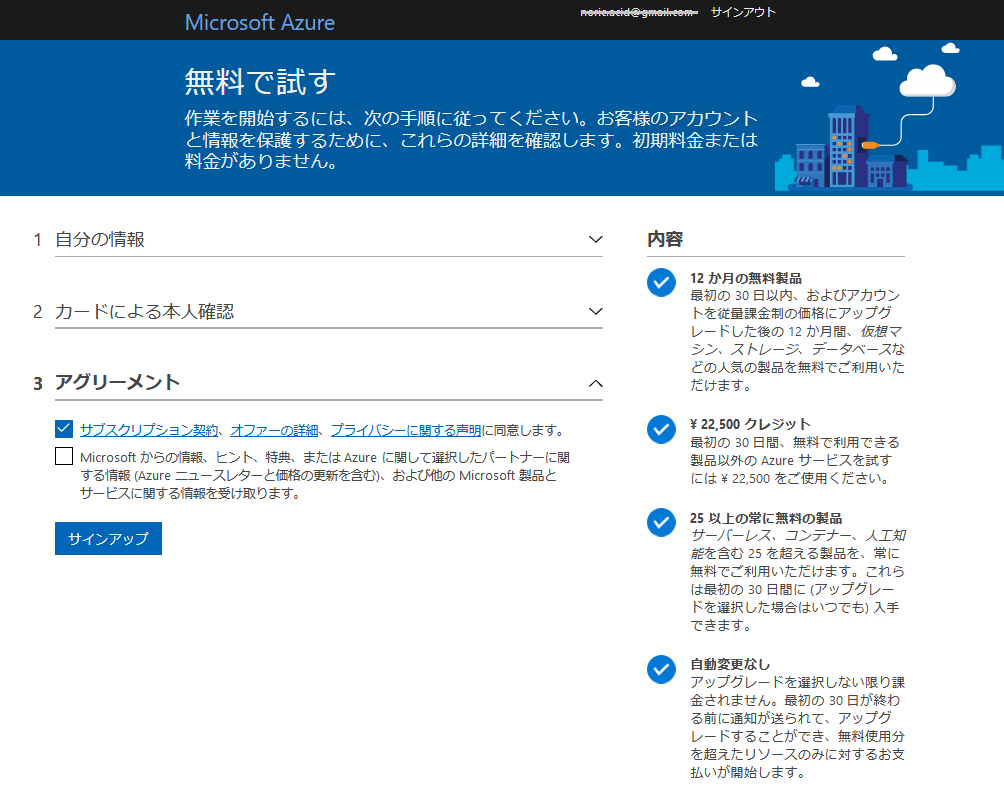 Microsoft Azure
サインアウト
無料で試す
作業を開始するには、次の手順に従ってください。お客様のアカウント
と情報を保護するために、これらの詳細を確認します。初期料金または
料金がありません。
1 自分の情報
2 カードによる本人確認
3 アグリーメント
サブスクリプション契約、オファーの詳細、プライバシーに関する声明に同意します。
Microsoft からの情報、ヒント、特典、または Azure に関して選択したパートナーに関
する情報 (Azure ニュースレターと価格の更新を含む)、および他の Microsoft 製品と
サービスに関する情報を受け取ります。
サインアップ
内容
12 か月の無料製品
最初の 30 日以内、およびアカウン
トを従量課金制の価格にアップグ
レードした後の 12 か月間、仮想マ
シン、ストレージ、データベースな
どの人気の製品を無料でご利用いた
だけます。
¥ 22,500 クレジット
最初の 30 日間、無料で利用できる
製品以外の Azure サービスを試す
には ¥ 22,500 をご使用ください。
25 以上の常に無料の製品
サーバーレス、コンテナー、人工知
能を含む 25 を超える製品を、常に
無料でご利用いただけます。これら
は最初の 30 日間に (アップグレー
ドを選択した場合はいつでも) 入手
できます。
自動変更なし
アップグレードを選択しない限り課
金されません。最初の 30 日が終わ
る前に通知が送られて、アップグ
レードすることができ、無料使用分
を超えたリソースのみに対するお支
払いが開始します。